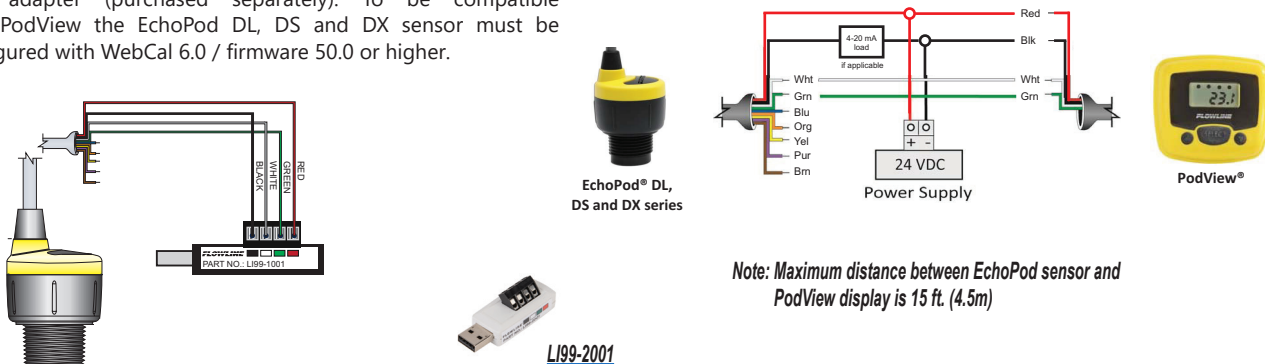 adapter (purchased separately). To be compatible
PodView the EchoPod DL, DS and DX sensor must be
gured with WebCal 6.0 / firmware 50.0 or higher.
BLACK
WHITE
GREEN
RED
FLOWLINE
PART NO.: LI99-1001
EchoPod® DL,
DS and DX series
LI99-2001
Red
4-20 mA
load
if applicable
Blk
Wht
Wht
Grn
Grn
Blu
Org
Yel
Pur
Brn
+ -
24 VDC
Power Supply
23.1
FLOWLINE
PodView®
Note: Maximum distance between EchoPod sensor and
PodView display is 15 ft. (4.5m)